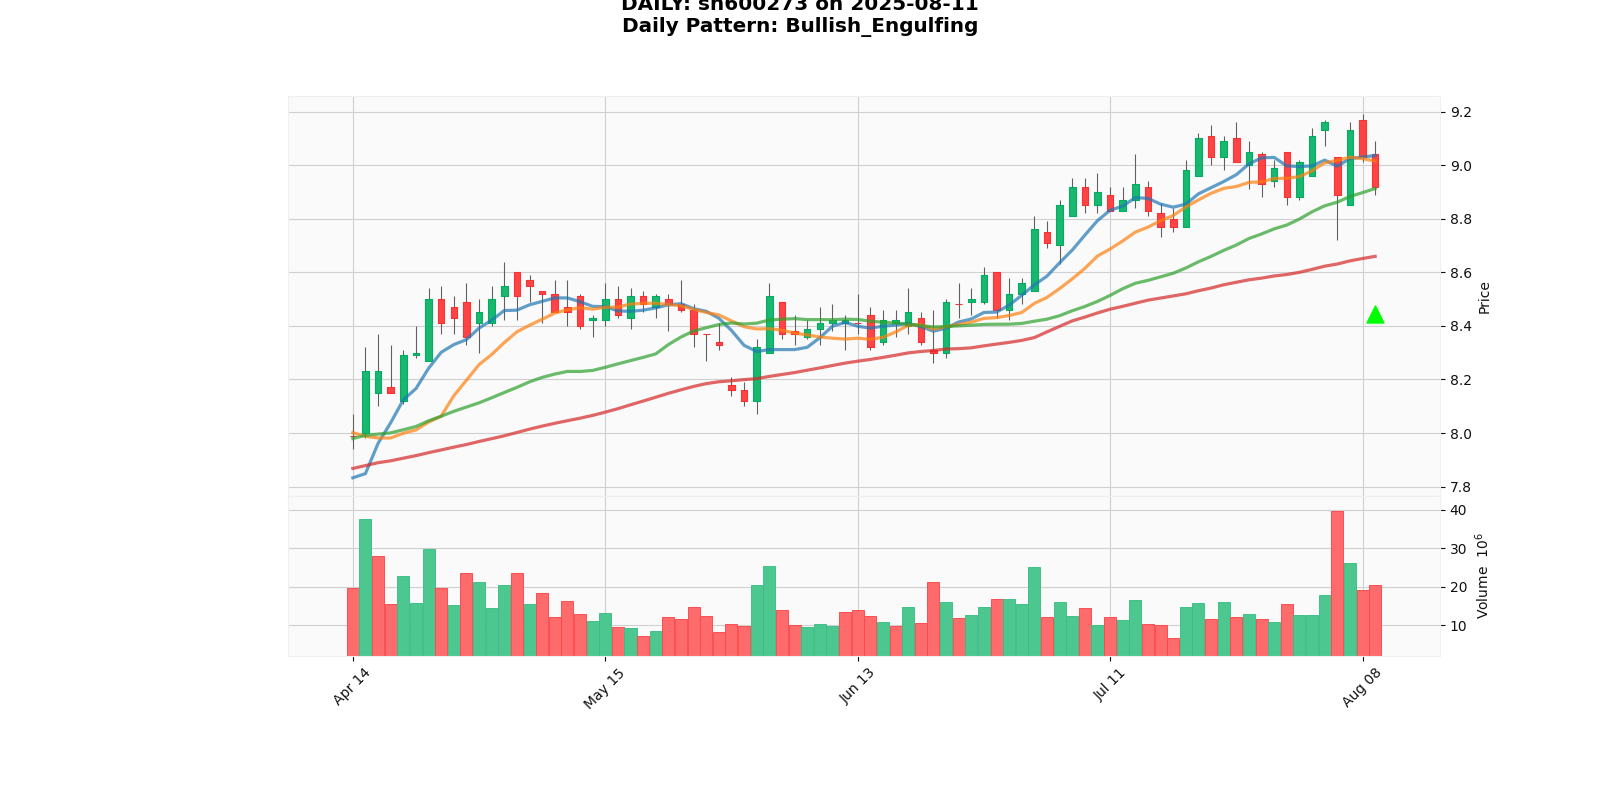 DAILY: sh600273 on 2025-08-11
Daily Pattern: Bullish_Engulfing
9.2
9.0
8.8
8.6
8.4
8.2
8.0
7.8
Price
40
30
20
10
Volume 10^6
Apr 14
May 15
Jun 13
Jul 11
Aug 08